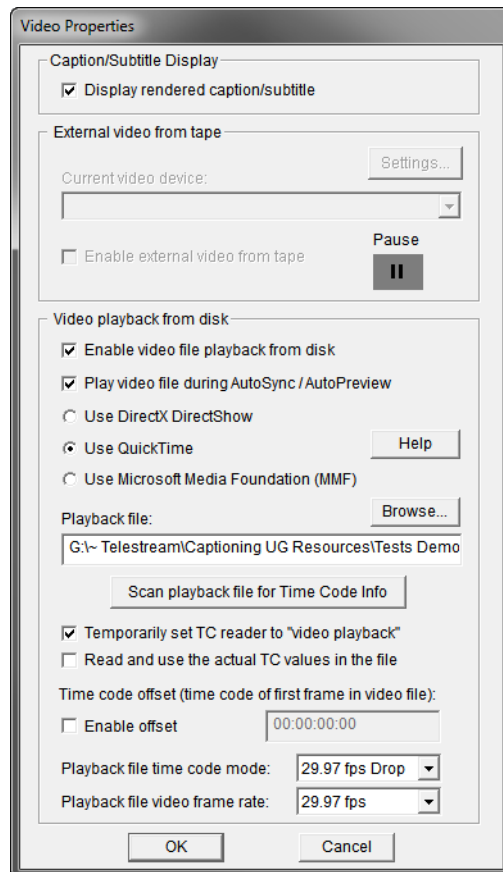 Video Properties
Caption/Subtitle Display
Display rendered caption/subtitle
External video from tape
Settings...
Current video device:
Enable external video from tape
Pause
Video playback from disk
Enable video file playback from disk
Play video file during AutoSync / AutoPreview
Use DirectX DirectShow
Use QuickTime
Help
Use Microsoft Media Foundation (MMF)
Browse...
Playback file:
G:\~ Telestream\Captioning UG Resources\Tests Demo
Scan playback file for Time Code Info
Temporarily set TC reader to "video playback"
Read and use the actual TC values in the file
Time code offset (time code of first frame in video file):
Enable offset 00:00:00:00
Playback file time code mode: 29.97 fps Drop
Playback file video frame rate: 29.97 fps
OK Cancel